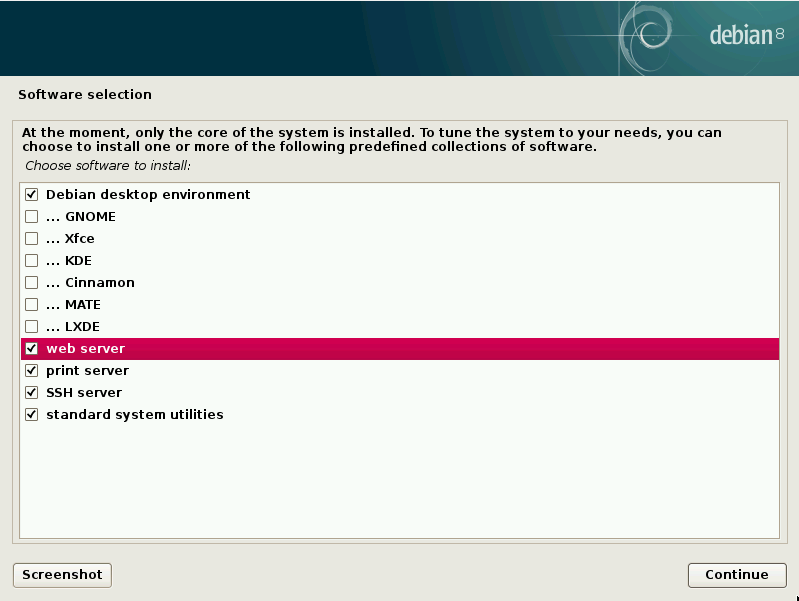 debian 8
Software selection
At the moment, only the core of the system is installed. To tune the system to your needs, you can
choose to install one or more of the following predefined collections of software.
Choose software to install:
Debian desktop environment
... GNOME
... Xfce
... KDE
... Cinnamon
... MATE
... LXDE
web server
print server
SSH server
standard system utilities
Screenshot
Continue